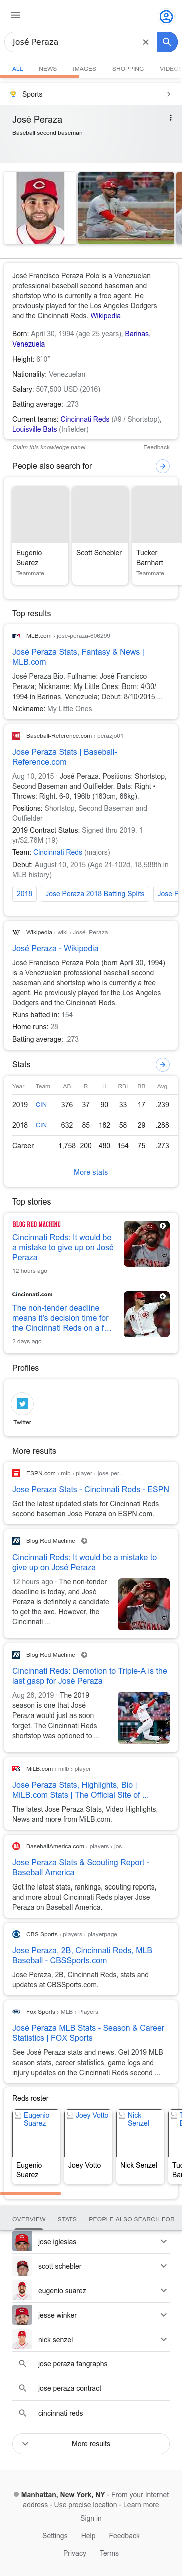 José Peraza
ALL NEWS IMAGES SHOPPING VIDEO
Sports
José Peraza
Baseball second baseman
José Francisco Peraza Polo is a Venezuelan
professional baseball second baseman and
shortstop who is currently a free agent. He
previously played for the Los Angeles Dodgers
and the Cincinnati Reds. Wikipedia
Born: April 30, 1994 (age 25 years), Barinas,
Venezuela
Height: 6′ 0″
Nationality: Venezuelan
Salary: 507,500 USD (2016)
Batting average: .273
Current teams: Cincinnati Reds (#9 / Shortstop),
Louisville Bats (Infielder)
Claim this knowledge panel Feedback
People also search for
Eugenio
Suarez
Teammate
Scott Schebler
Tucker
Barnhart
Teammate
Top results
MLB.com › jose-peraza-606299
José Peraza Stats, Fantasy & News |
MLB.com
José Peraza Bio. Fullname: José Francisco
Peraza; Nickname: My Little Ones; Born: 4/30/
1994 in Barinas, Venezuela; Debut: 8/10/2015 ...
Nickname: My Little Ones
Baseball-Reference.com › perazjo01
Jose Peraza Stats | Baseball-
Reference.com
Aug 10, 2015 · José Peraza. Positions: Shortstop,
Second Baseman and Outfielder. Bats: Right •
Throws: Right. 6-0, 196lb (183cm, 88kg).
Positions: Shortstop, Second Baseman and
Outfielder
2019 Contract Status: Signed thru 2019, 1
yr/$2.78M (19)
Team: Cincinnati Reds (majors)
Debut: August 10, 2015 (Age 21-102d, 18,588th in
MLB history)
2018 Jose Peraza 2018 Batting Splits Jose F
Wikipedia › wiki › José_Peraza
José Peraza - Wikipedia
José Francisco Peraza Polo (born April 30, 1994)
is a Venezuelan professional baseball second
baseman and shortstop who is currently a free
agent. He previously played for the Los Angeles
Dodgers and the Cincinnati Reds.
Runs batted in: 154
Home runs: 28
Batting average: .273
Stats
Year Team AB R H RBI BB Avg
2019 CIN 376 37 90 33 17 .239
2018 CIN 632 85 182 58 29 .288
Career 1,758 200 480 154 75 .273
More stats
Top stories
BLOG RED MACHINE
Cincinnati Reds: It would be
a mistake to give up on José
Peraza
12 hours ago
Cincinnati.com
The non-tender deadline
means it's decision time for
the Cincinnati Reds on a f...
2 days ago
Profiles
Twitter
More results
ESPN.com › mlb › player › jose-per...
Jose Peraza Stats - Cincinnati Reds - ESPN
Get the latest updated stats for Cincinnati Reds
second baseman Jose Peraza on ESPN.com.
Blog Red Machine
Cincinnati Reds: It would be a mistake to
give up on José Peraza
12 hours ago · The non-tender
deadline is today, and José
Peraza is definitely a candidate
to get the axe. However, the
Cincinnati ...
Blog Red Machine
Cincinnati Reds: Demotion to Triple-A is the
last gasp for José Peraza
Aug 28, 2019 · The 2019
season is one that José
Peraza would just as soon
forget. The Cincinnati Reds
shortstop was optioned to ...
MiLB.com › milb › player
Jose Peraza Stats, Highlights, Bio |
MiLB.com Stats | The Official Site of ...
The latest Jose Peraza Stats, Video Highlights,
News and more from MiLB.com.
BaseballAmerica.com › players › jos...
Jose Peraza Stats & Scouting Report -
Baseball America
Get the latest stats, rankings, scouting reports,
and more about Cincinnati Reds player Jose
Peraza on Baseball America.
CBS Sports › players › playerpage
Jose Peraza, 2B, Cincinnati Reds, MLB
Baseball - CBSSports.com
Jose Peraza, 2B, Cincinnati Reds, stats and
updates at CBSSports.com.
Fox Sports › MLB › Players
José Peraza MLB Stats - Season & Career
Statistics | FOX Sports
See José Peraza stats and news. Get 2019 MLB
season stats, career statistics, game logs and
injury updates on the Cincinnati Reds second ...
Reds roster
Eugenio
Suarez
Joey Votto
Nick
Senzel
Eugenio
Suarez
Joey Votto
Nick Senzel
OVERVIEW STATS PEOPLE ALSO SEARCH FOR
jose iglesias
scott schebler
eugenio suarez
jesse winker
nick senzel
jose peraza fangraphs
jose peraza contract
cincinnati reds
More results
Manhattan, New York, NY - From your Internet
address - Use precise location - Learn more
Sign in
Settings Help Feedback
Privacy Terms